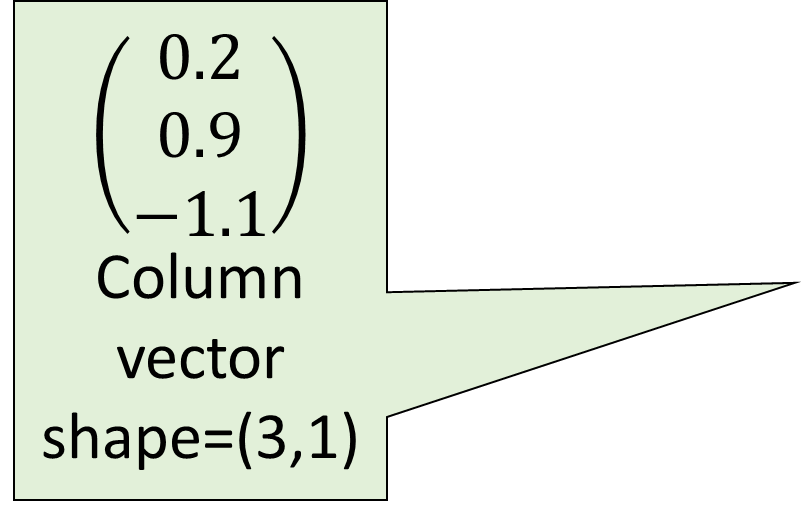 0.2
0.9
−1.1
Column
vector
shape=(3,1)